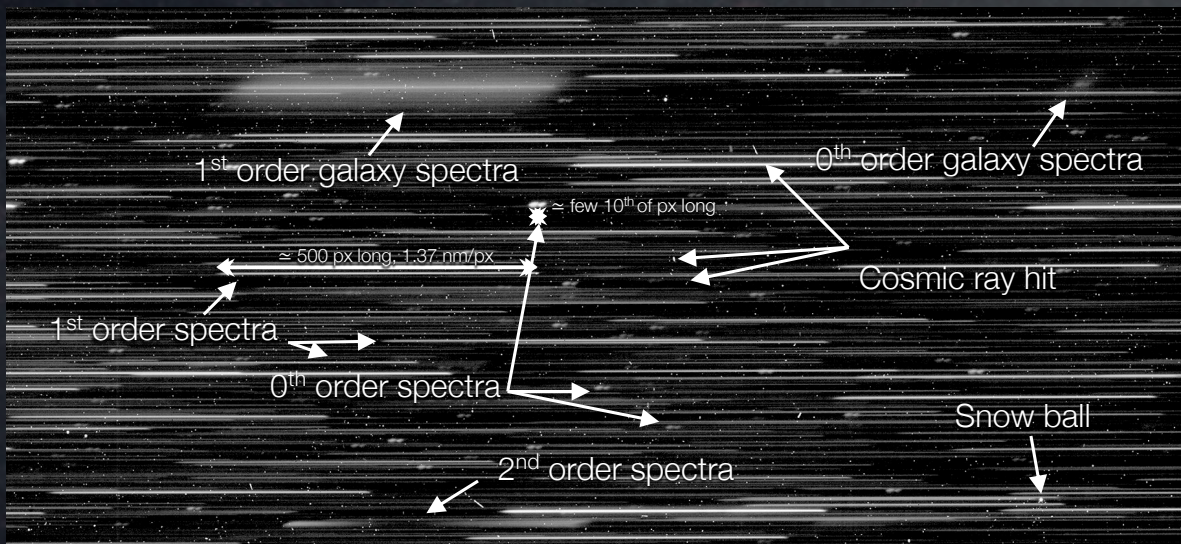 1st order galaxy spectra
0th order galaxy spectra
≃ few 10th of px long
≃ 500 px long, 1.37 nm/px
Cosmic ray hit
1st order spectra
0th order spectra
Snow ball
2nd order spectra